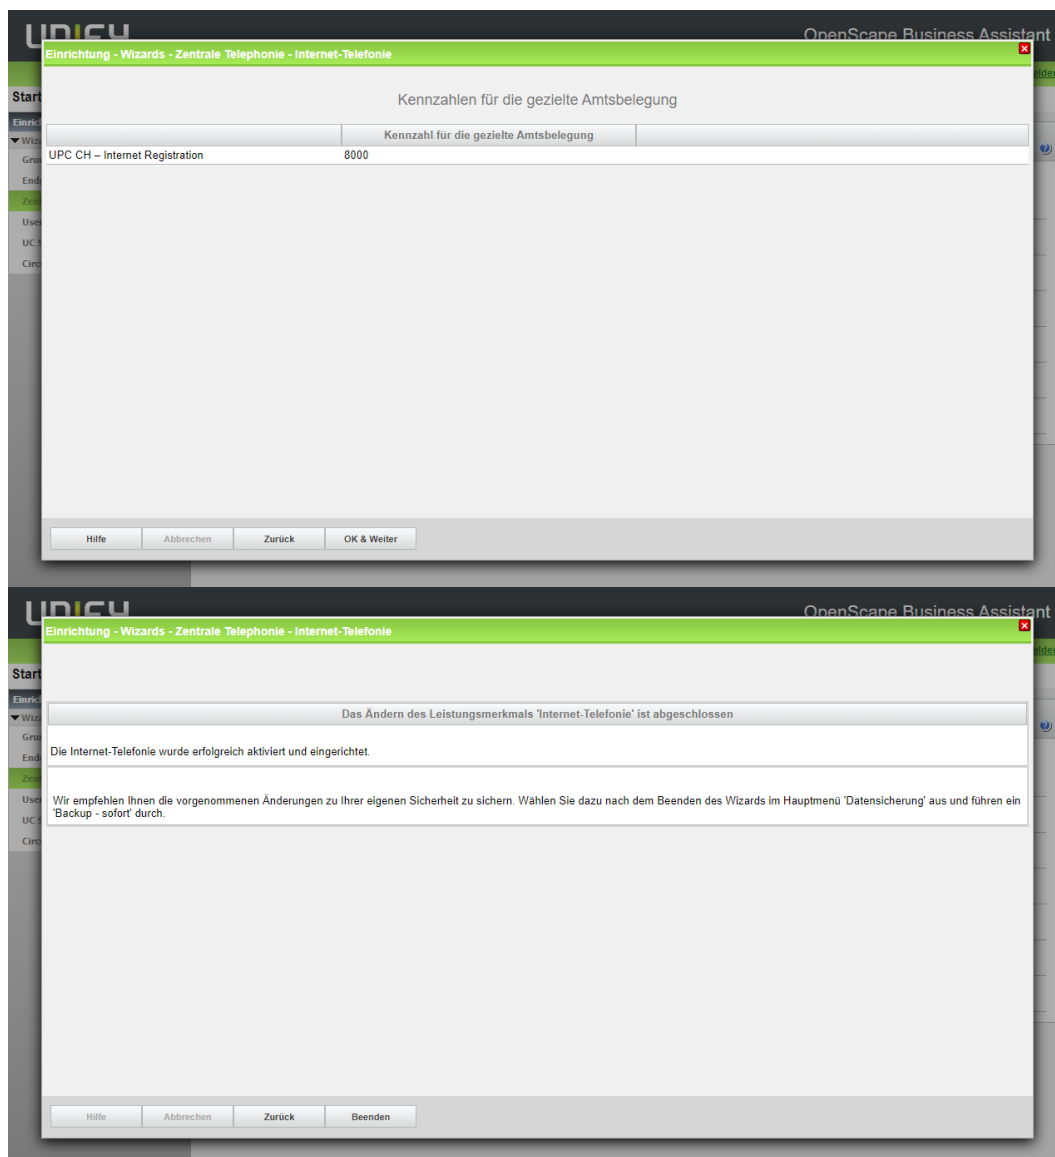 UNIFY
OpenScape Business Assistant
Einrichtung - Wizards - Zentrale Telephonie - Internet-Telefonie
Start
Kennzahlen für die gezielte Amtsbelegung
Kennzahl für die gezielte Amtsbelegung
UPC CH – Internet Registration 8000
Hilfe Abbrechen Zurück OK & Weiter
UNIFY
OpenScape Business Assistant
Einrichtung - Wizards - Zentrale Telephonie - Internet-Telefonie
Start
Das Ändern des Leistungsmerkmals 'Internet-Telefonie' ist abgeschlossen
Die Internet-Telefonie wurde erfolgreich aktiviert und eingerichtet.
Wir empfehlen Ihnen die vorgenommenen Änderungen zu Ihrer eigenen Sicherheit zu sichern. Wählen Sie dazu nach dem Beenden des Wizards im Hauptmenü 'Datensicherung' aus und führen ein
'Backup - sofort' durch.
Hilfe Abbrechen Zurück Beenden